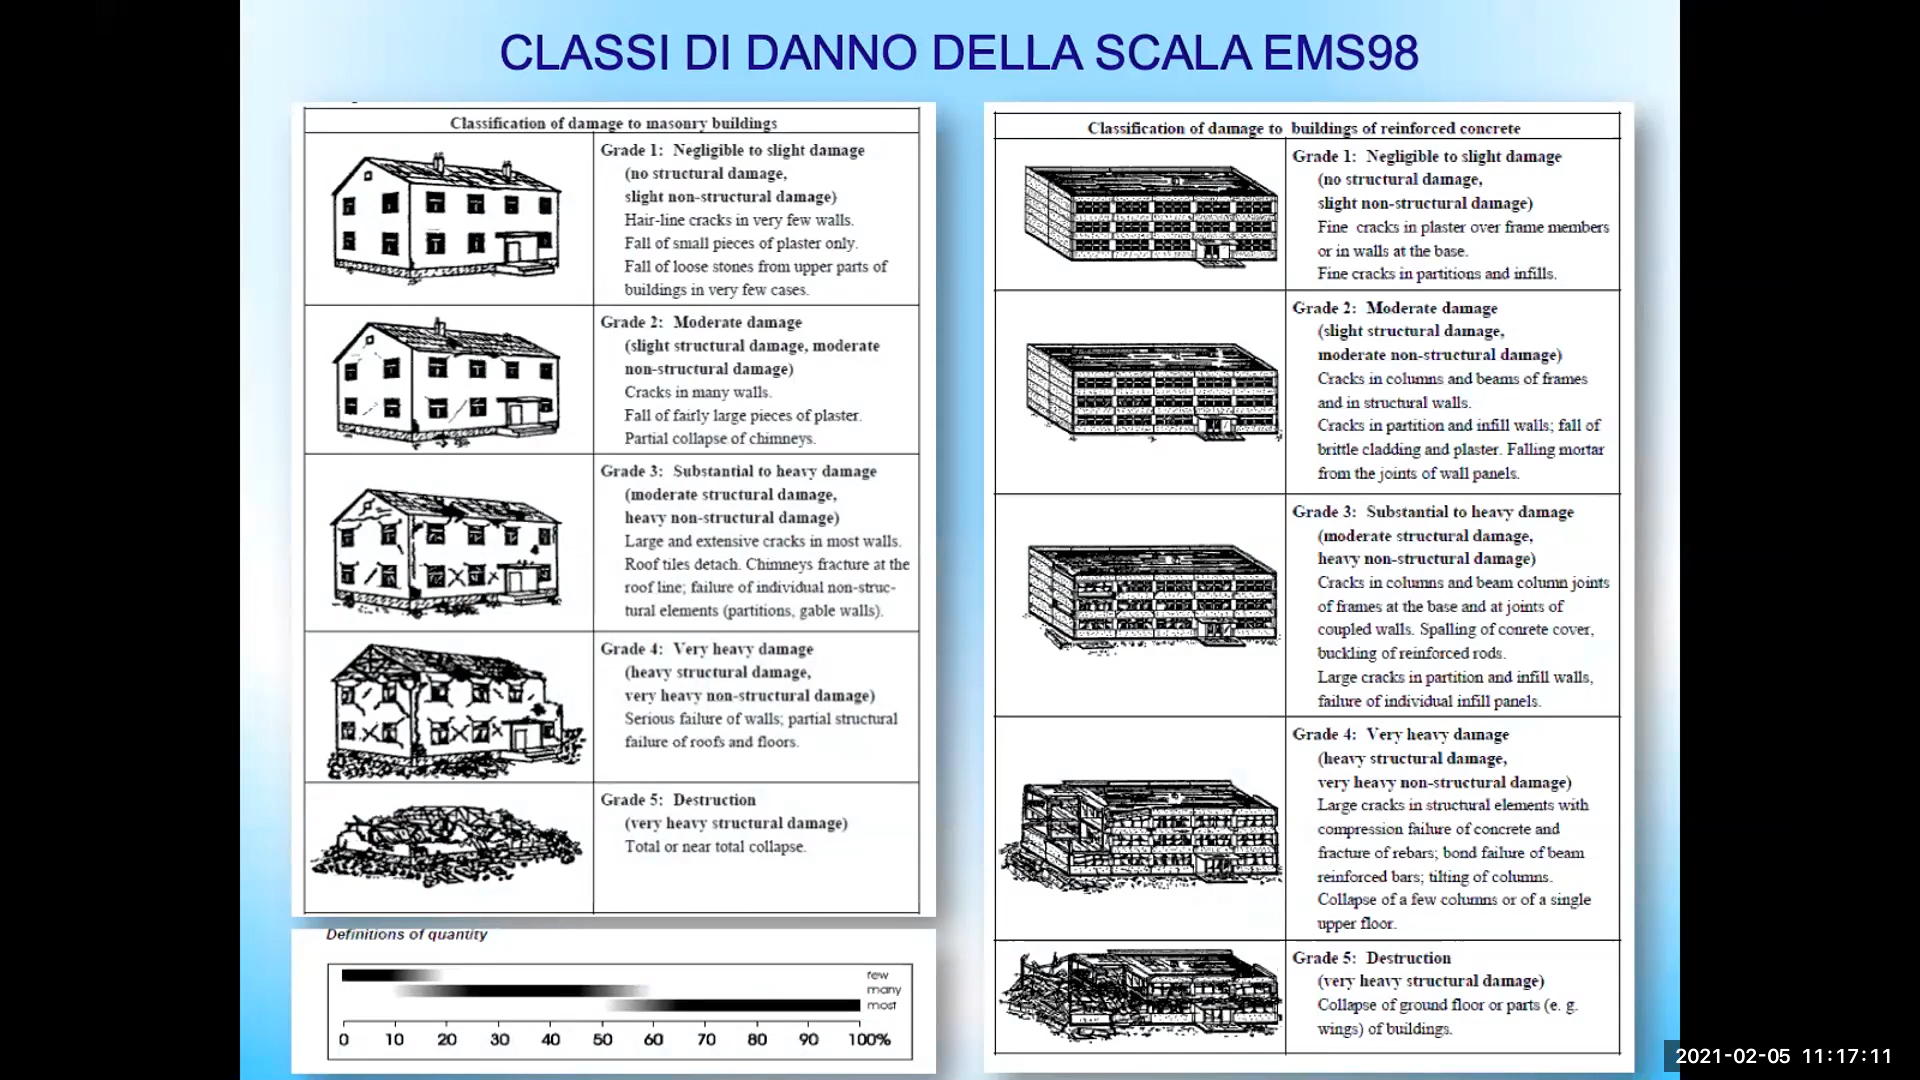 CLASSI DI DANNO DELLA SCALA EMS98
Classification of damage to masonry buildings
Grade 1: Negligible to slight damage
(no structural damage,
slight non-structural damage)
Hair-line cracks in very few walls.
Fall of small pieces of plaster only.
Fall of loose stones from upper parts of
buildings in very few cases.
Grade 2: Moderate damage
(slight structural damage, moderate
non-structural damage)
Cracks in many walls.
Fall of fairly large pieces of plaster.
Partial collapse of chimneys.
Grade 3: Substantial to heavy damage
(moderate structural damage,
heavy non-structural damage)
Large and extensive cracks in most walls.
Roof tiles detach. Chimneys fracture at the
roof line; failure of individual non-struc-
tural elements (partitions, gable walls).
Grade 4: Very heavy damage
(heavy structural damage,
very heavy non-structural damage)
Serious failure of walls; partial structural
failure of roofs and floors.
Grade 5: Destruction
(very heavy structural damage)
Total or near total collapse.
Definitions of quantity
few
many
most
0 10 20 30 40 50 60 70 80 90 100%
Classification of damage to buildings of reinforced concrete
Grade 1: Negligible to slight damage
(no structural damage,
slight non-structural damage)
Fine cracks in plaster over frame members
or in walls at the base.
Fine cracks in partitions and infills.
Grade 2: Moderate damage
(slight structural damage,
moderate non-structural damage)
Cracks in columns and beams of frames
and in structural walls.
Cracks in partition and infill walls; fall of
brittle cladding and plaster. Falling mortar
from the joints of wall panels.
Grade 3: Substantial to heavy damage
(moderate structural damage,
heavy non-structural damage)
Cracks in columns and beam column joints
of frames at the base and at joints of
coupled walls. Spalling of conrete cover,
buckling of reinforced rods.
Large cracks in partition and infill walls,
failure of individual infill panels.
Grade 4: Very heavy damage
(heavy structural damage,
very heavy non-structural damage)
Large cracks in structural elements with
compression failure of concrete and
fracture of rebars; bond failure of beam
reinforced bars; tilting of columns.
Collapse of a few columns or of a single
upper floor.
Grade 5: Destruction
(very heavy structural damage)
Collapse of ground floor or parts (e. g.
wings) of buildings.
2021-02-05 11:17:11